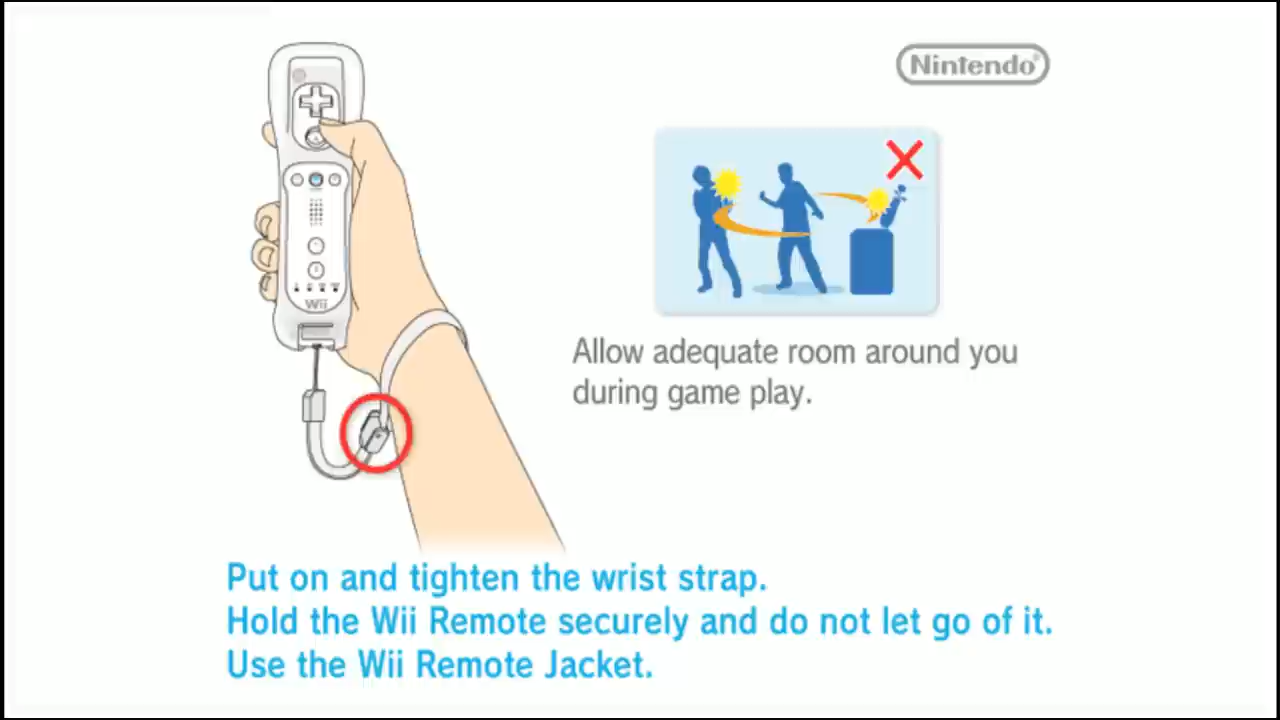 Nintendo®
Wii
Allow adequate room around you
during game play.
Put on and tighten the wrist strap.
Hold the Wii Remote securely and do not let go of it.
Use the Wii Remote Jacket.